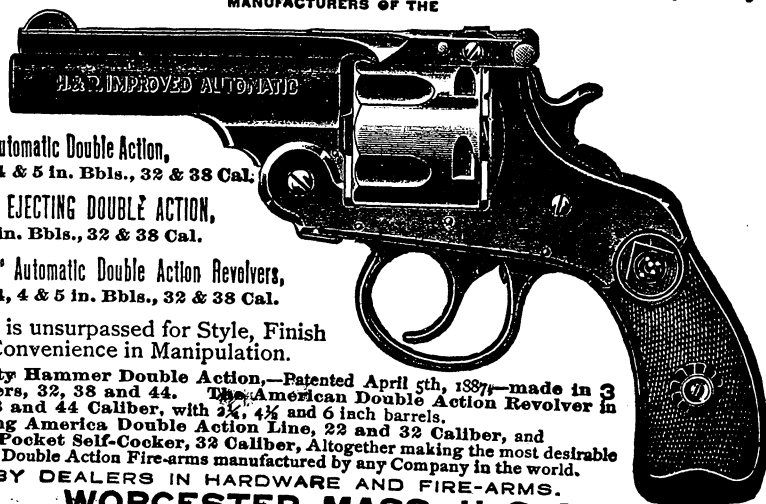 MANUFACTURERS OF THE
H.& R. IMPROVED AUTOMATIC
utomatic Double Action,
4 & 5 in. Bbls., 32 & 38 Cal.
EJECTING DOUBLE ACTION,
in. Bbls., 32 & 38 Cal.
Automatic Double Action Revolvers,
4 & 5 in. Bbls., 32 & 38 Cal.
is unsurpassed for Style, Finish
Convenience in Manipulation.
ty Hammer Double Action,—Patented April 5th, 1887,—made in 3
ers, 32, 38 and 44. The American Double Action Revolver in
and 44 Caliber, with 2½, 4½ and 6 inch barrels.
ng America Double Action Line, 22 and 32 Caliber, and
Pocket Self-Cocker, 32 Caliber, Altogether making the most desirable
Double Action Fire-arms manufactured by any Company in the world.
BY DEALERS IN HARDWARE AND FIRE-ARMS.
WORCESTER, MASS.